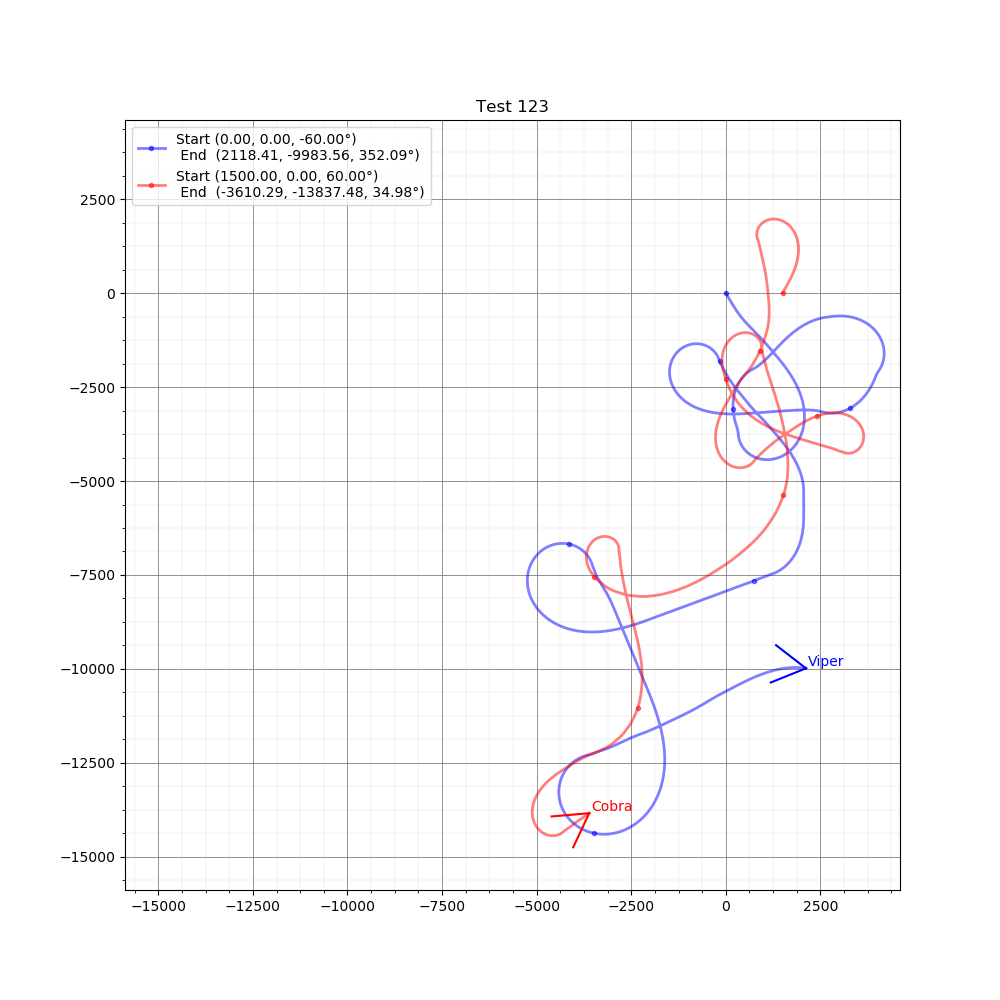 Test 123
Start (0.00, 0.00, -60.00°)
End (2118.41, -9983.56, 352.09°)
Start (1500.00, 0.00, 60.00°)
End (-3610.29, -13837.48, 34.98°)
2500
0
−2500
−5000
−7500
−10000
−12500
−15000
Viper
Cobra
−15000 −12500 −10000 −7500 −5000 −2500 0 2500